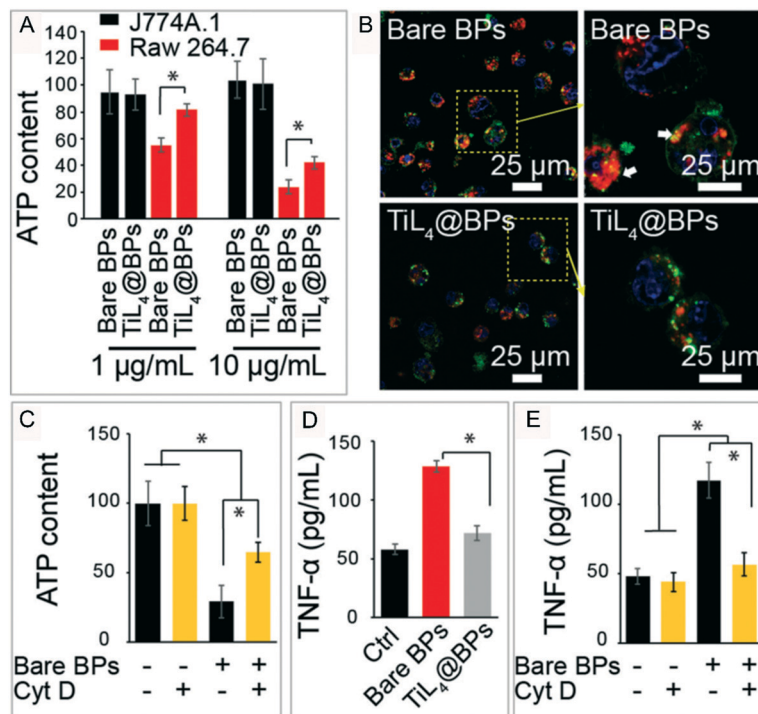 A
J774A.1
Raw 264.7
ATP content
140
120
100
80
60
40
20
0
*
*
Bare BPs
TiL4@BPs
Bare BPs
TiL4@BPs
Bare BPs
TiL4@BPs
Bare BPs
TiL4@BPs
1 µg/mL
10 µg/mL
B
Bare BPs
25 µm
Bare BPs
25 µm
TiL4@BPs
25 µm
TiL4@BPs
25 µm
C
ATP content
150
100
50
0
*
*
Bare BPs - - + +
Cyt D - + - +
D
TNF-α (pg/mL)
150
100
50
0
*
Ctrl
Bare BPs
TiL4@BPs
E
TNF-α (pg/mL)
150
100
50
0
*
*
Bare BPs - - + +
Cyt D - + - +